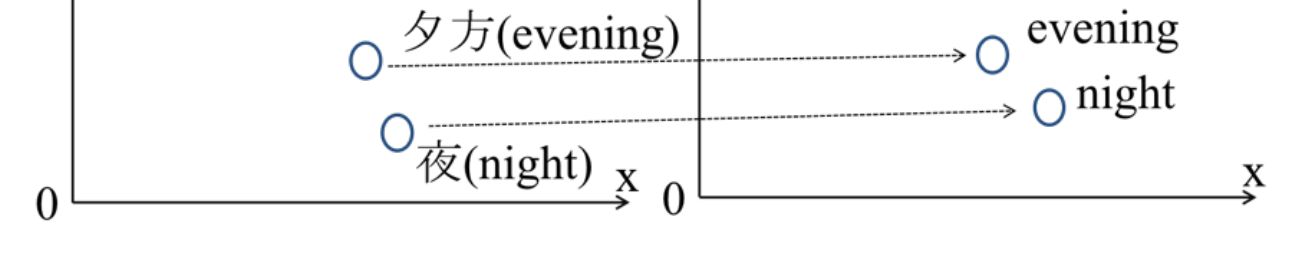 夕方(evening)
夜(night)
x
0
evening
night
x
0